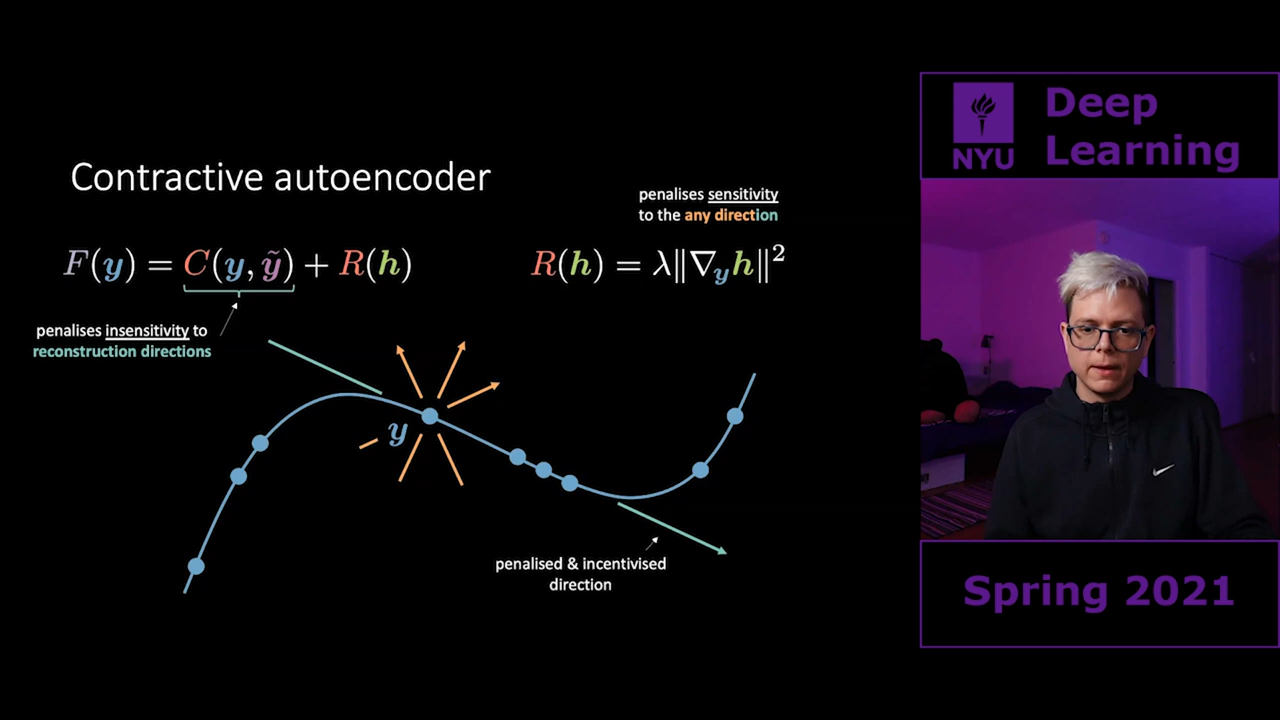 Contractive autoencoder
penalises sensitivity
to the any direction
F(y) = C(y, ỹ) + R(h)
R(h) = λ‖∇_y h‖²
penalises insensitivity to
reconstruction directions
y
penalised & incentivised
direction
NYU
Deep
Learning
Spring 2021